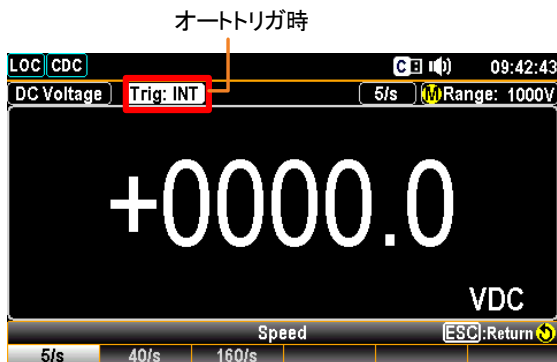 オートトリガ時
LOC CDC C 09:42:43
DC Voltage Trig: INT 5/s M Range: 1000V
+0000.0
VDC
Speed ESC:Return
5/s 40/s 160/s